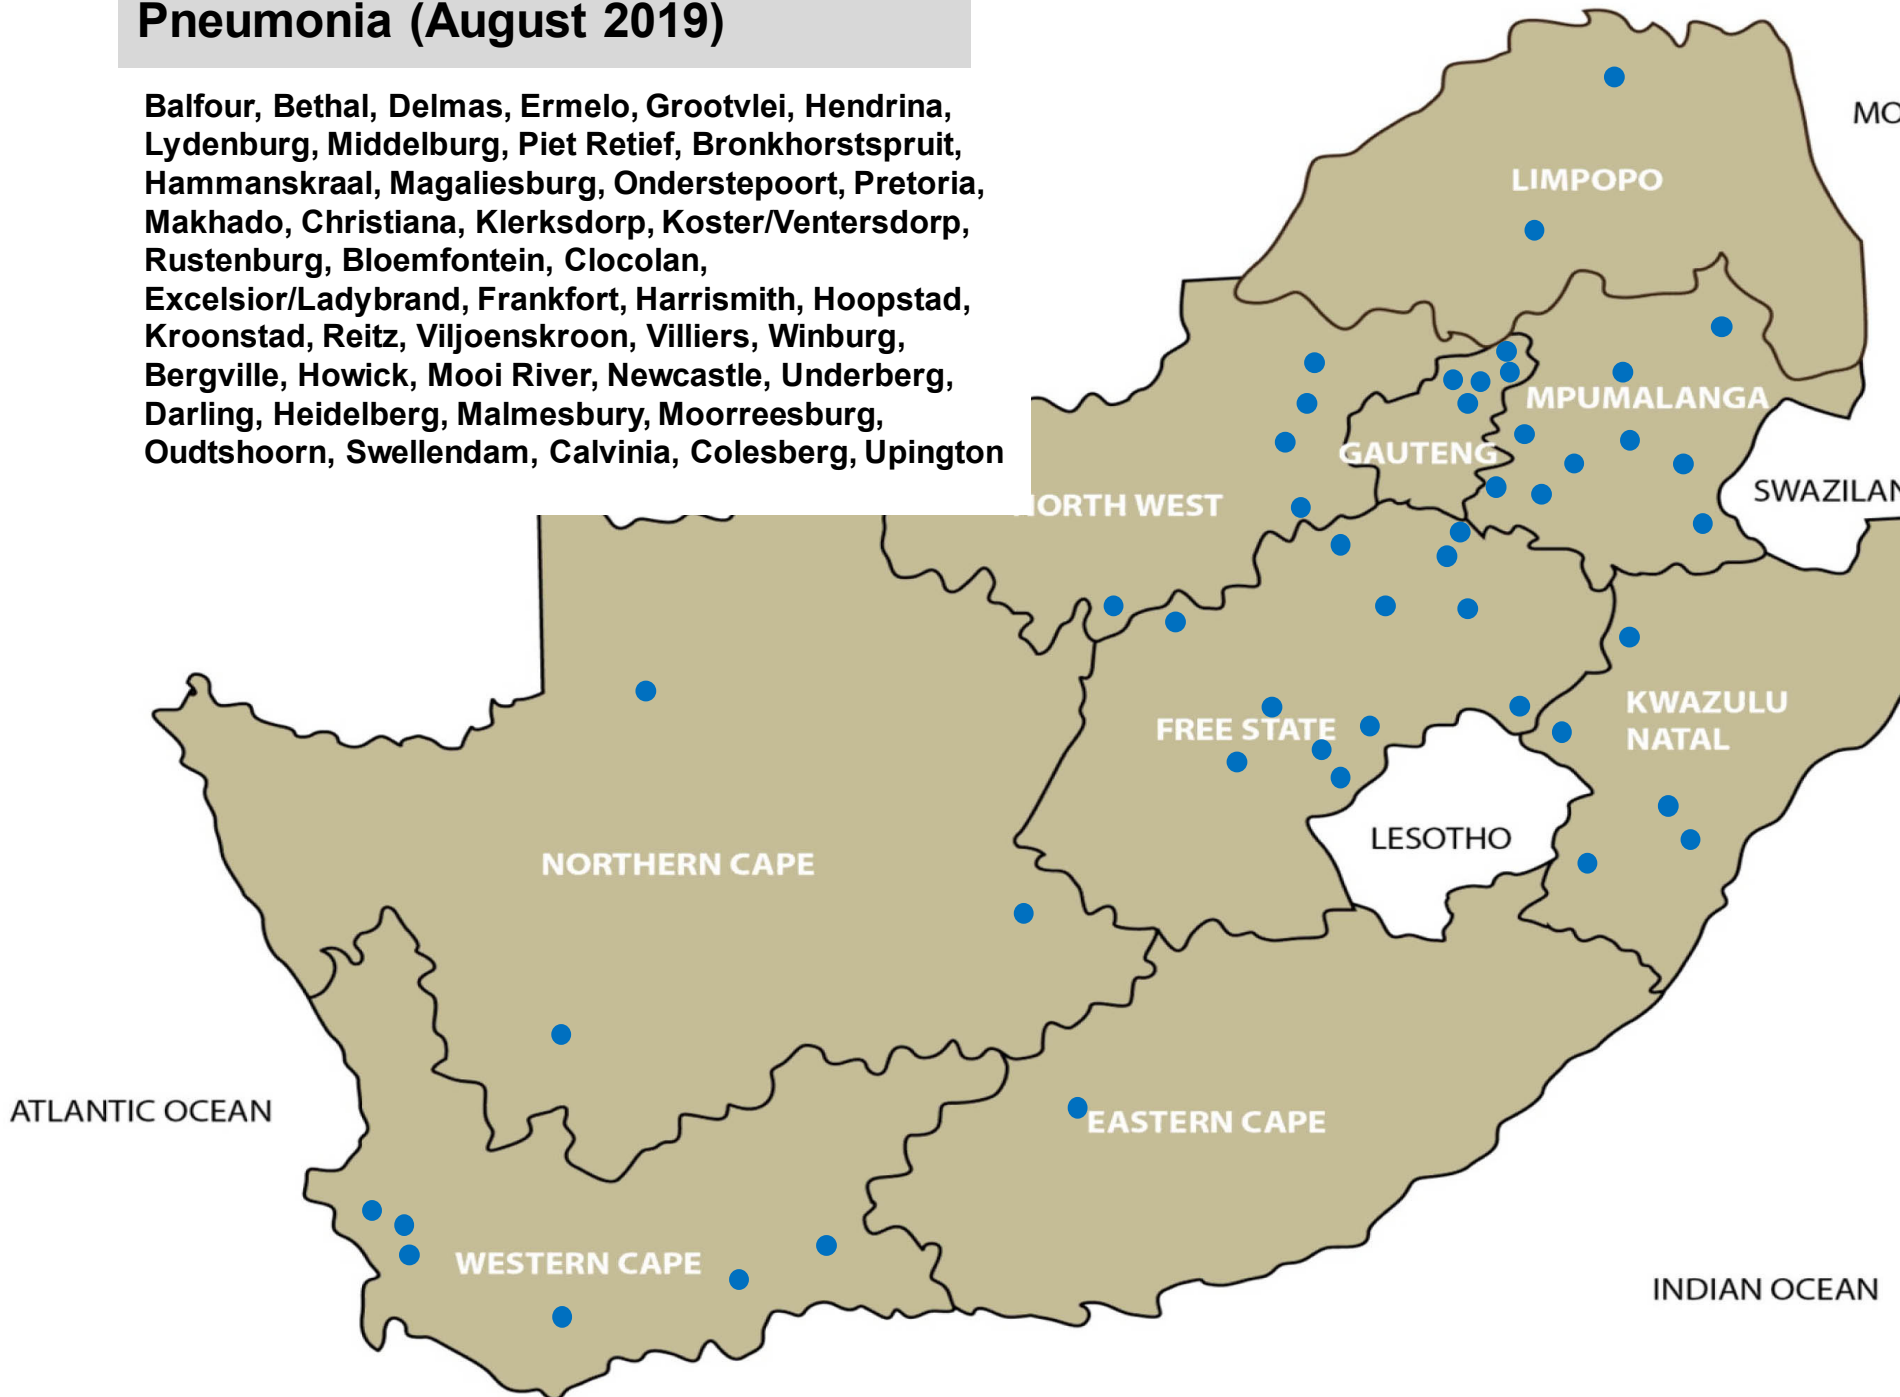 Pneumonia (August 2019)
Balfour, Bethal, Delmas, Ermelo, Grootvlei, Hendrina,
Lydenburg, Middelburg, Piet Retief, Bronkhorstspruit,
Hammanskraal, Magaliesburg, Onderstepoort, Pretoria,
Makhado, Christiana, Klerksdorp, Koster/Ventersdorp,
Rustenburg, Bloemfontein, Clocolan,
Excelsior/Ladybrand, Frankfort, Harrismith, Hoopstad,
Kroonstad, Reitz, Viljoenskroon, Villiers, Winburg,
Bergville, Howick, Mooi River, Newcastle, Underberg,
Darling, Heidelberg, Malmesbury, Moorreesburg,
Oudtshoorn, Swellendam, Calvinia, Colesberg, Upington
MO
LIMPOPO
MPUMALANGA
GAUTENG
SWAZILAN
NORTH WEST
KWAZULU
NATAL
FREE STATE
LESOTHO
NORTHERN CAPE
ATLANTIC OCEAN
EASTERN CAPE
WESTERN CAPE
INDIAN OCEAN